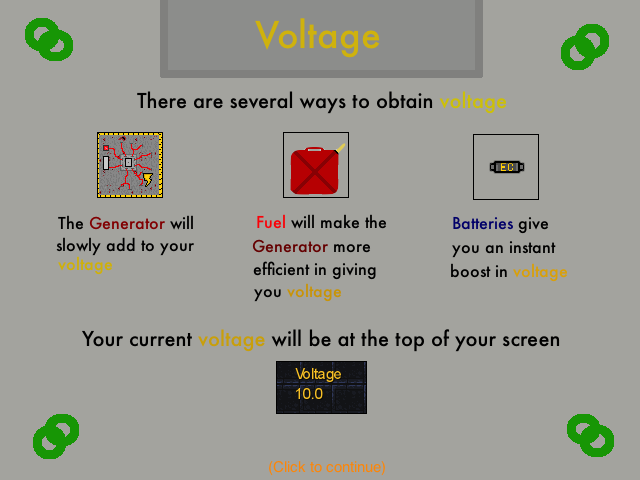 Voltage
There are several ways to obtain voltage
EC
The Generator will
slowly add to your
voltage
Fuel will make the
Generator more
efficient in giving
you voltage
Batteries give
you an instant
boost in voltage
Your current voltage will be at the top of your screen
Voltage
10.0
(Click to continue)